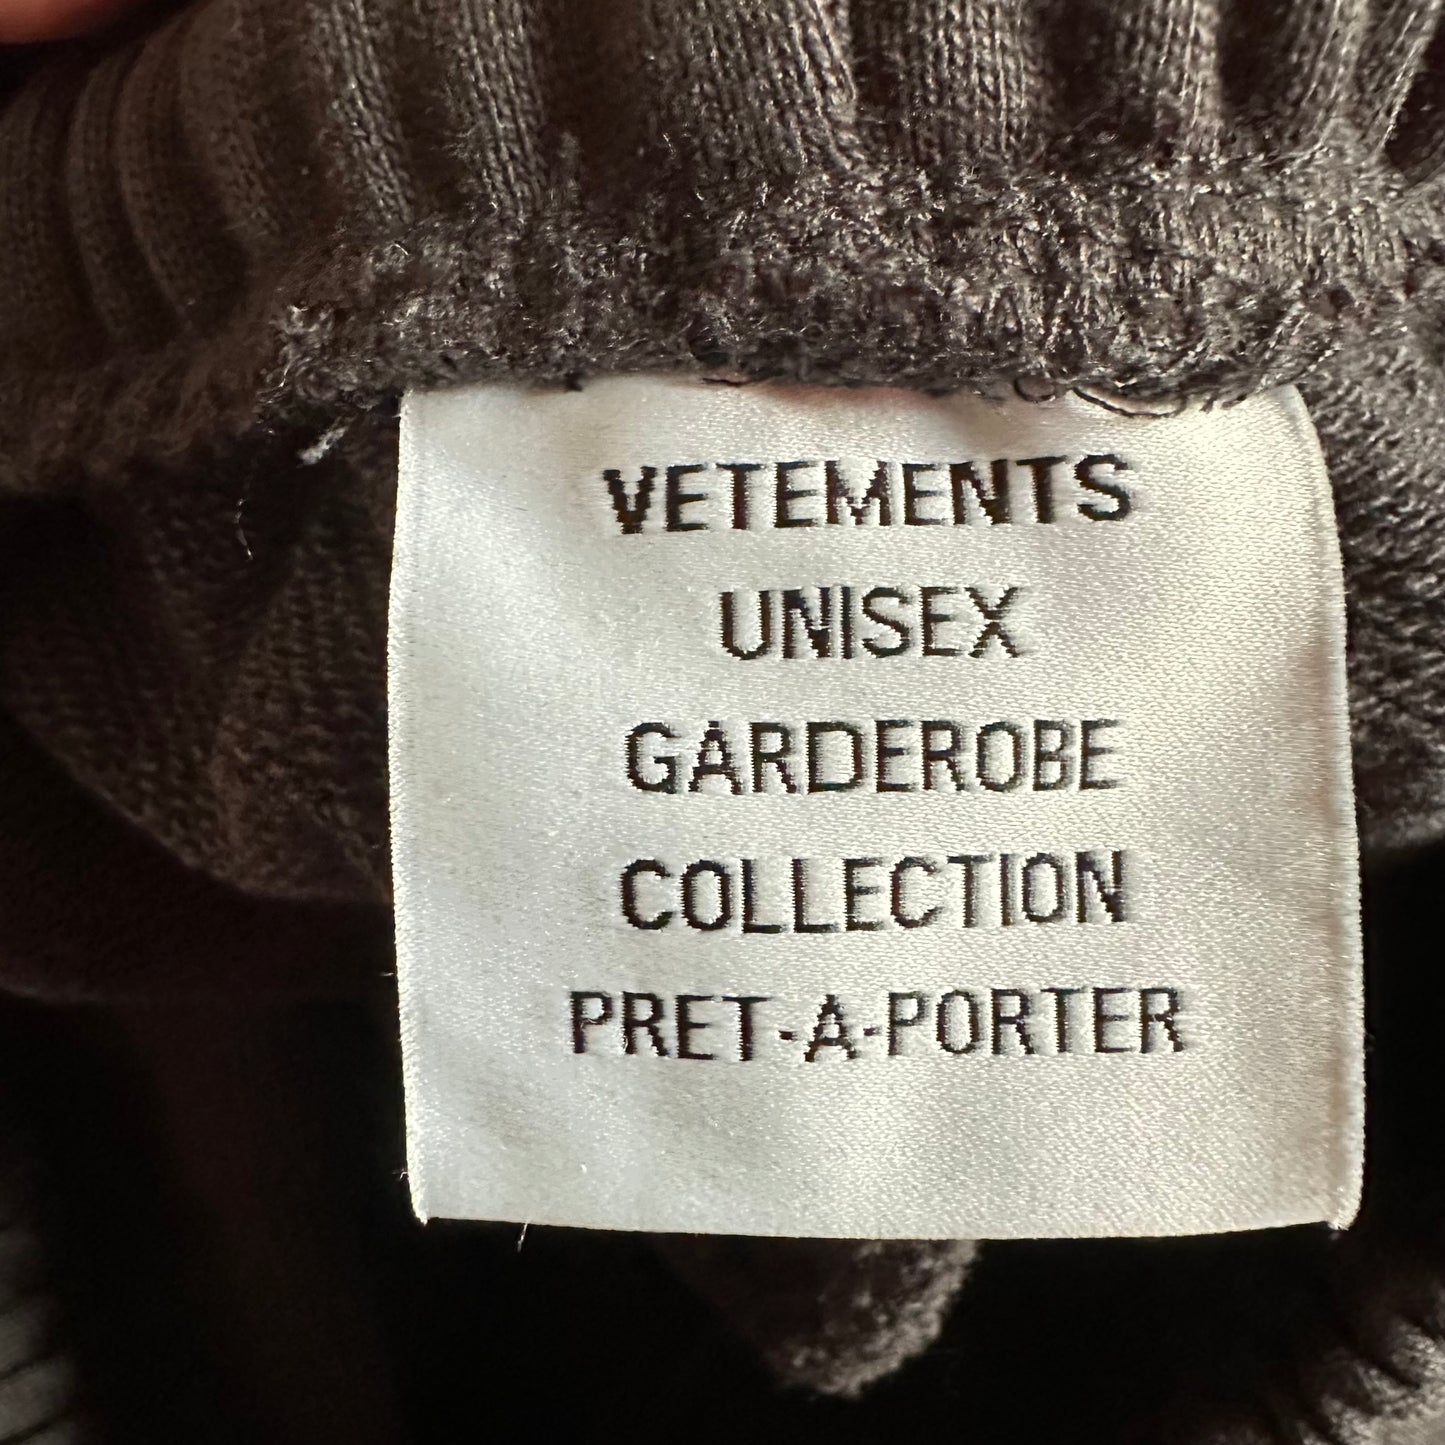 VETEMENTS
UNISEX
GARDEROBE
COLLECTION
PRET-A-PORTER